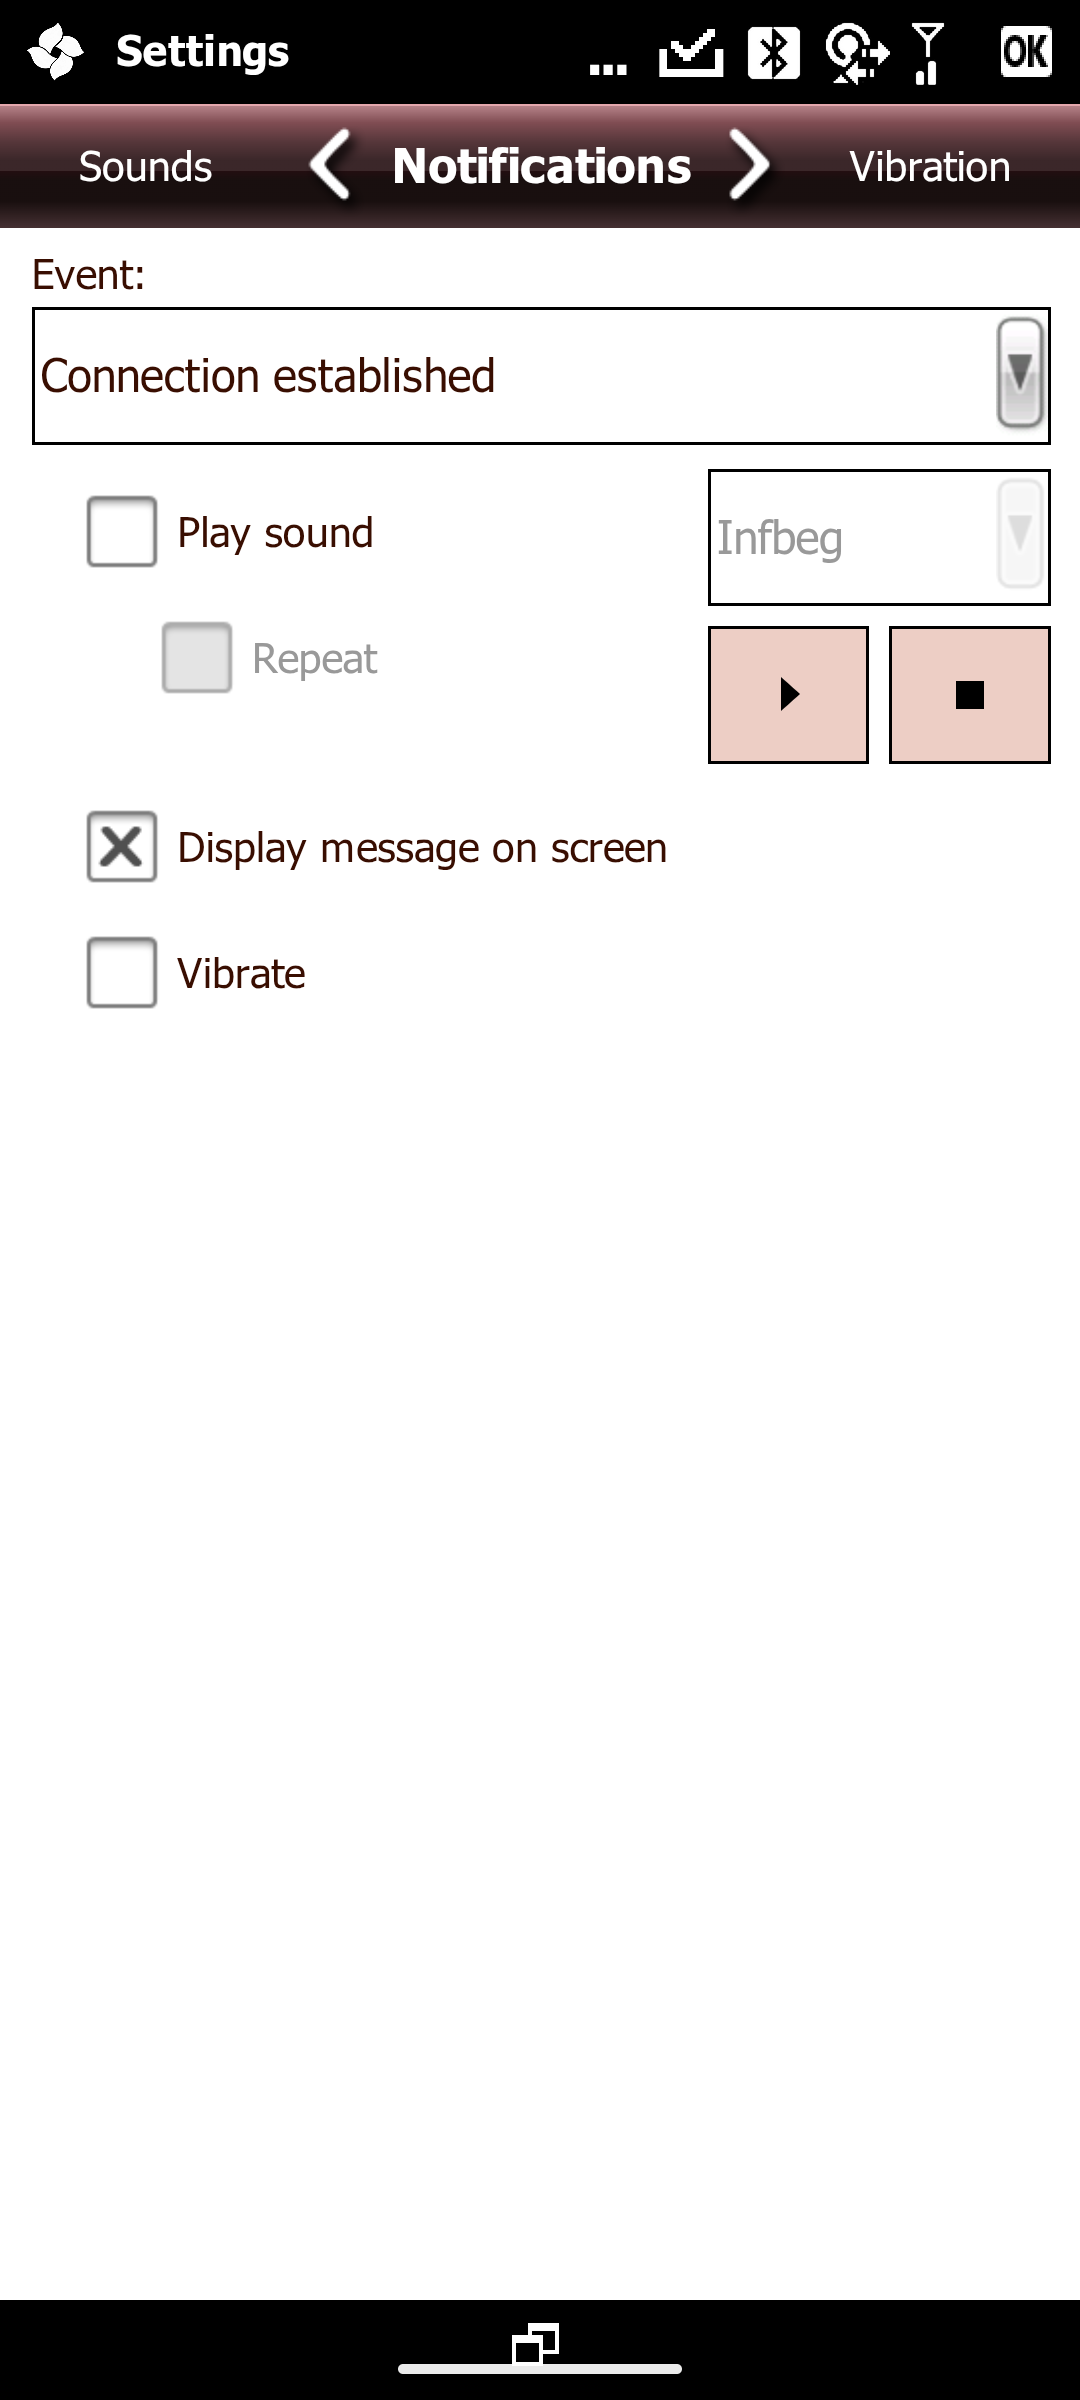 Settings
... OK
Sounds Notifications Vibration
Event:
Connection established
Play sound Infbeg
Repeat
Display message on screen
Vibrate